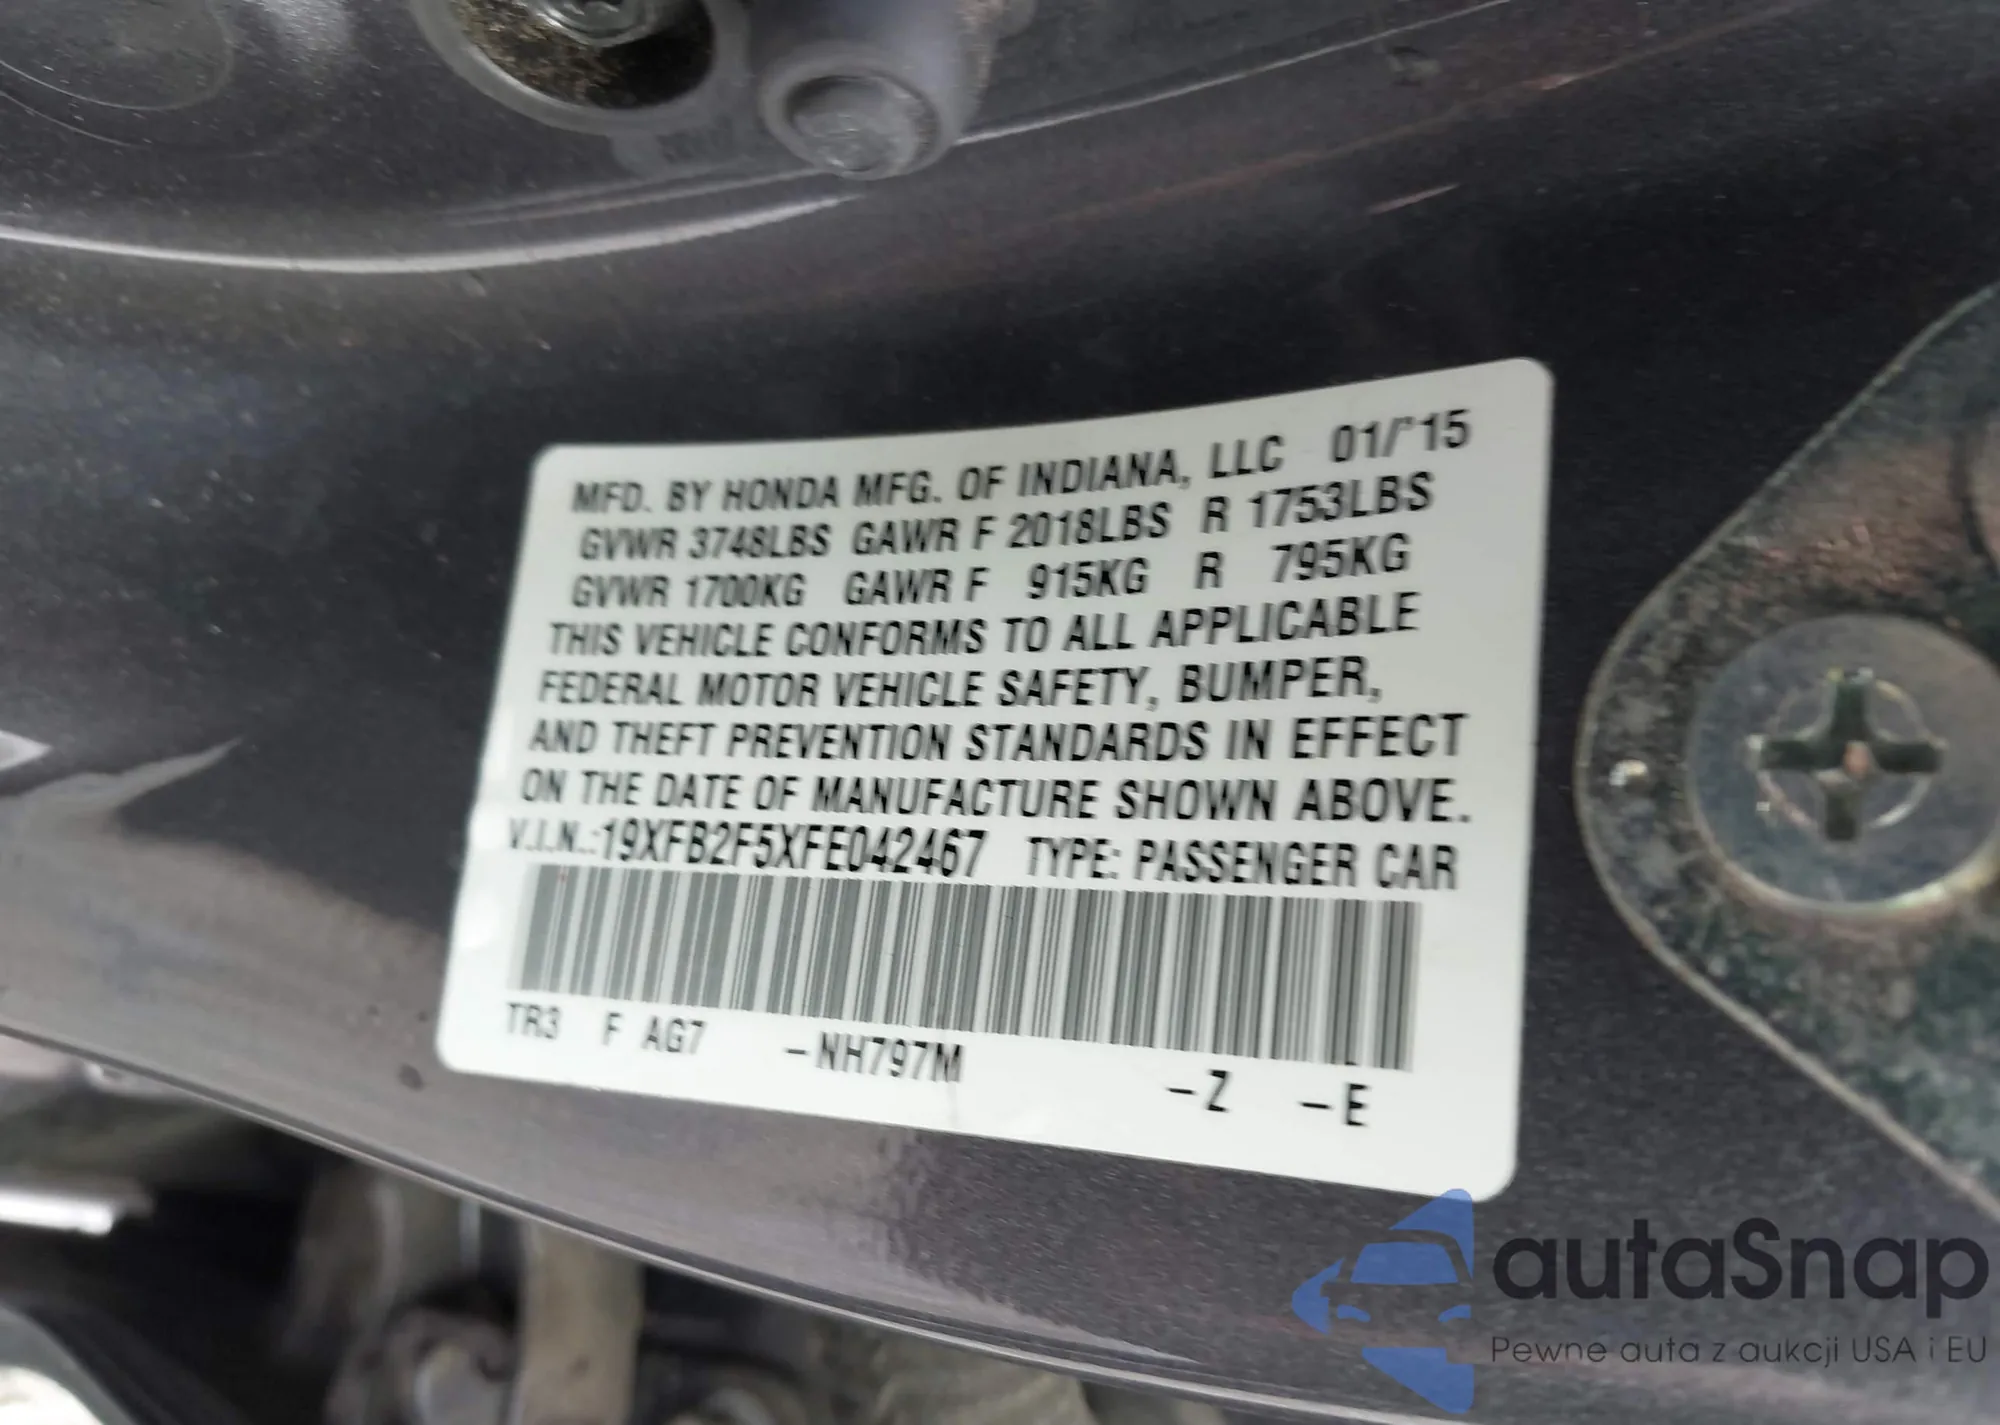 MFD. BY HONDA MFG. OF INDIANA, LLC 01/'15
GVWR 3748LBS GAWR F 2018LBS R 1753LBS
GVWR 1700KG GAWR F 915KG R 795KG
THIS VEHICLE CONFORMS TO ALL APPLICABLE
FEDERAL MOTOR VEHICLE SAFETY, BUMPER,
AND THEFT PREVENTION STANDARDS IN EFFECT
ON THE DATE OF MANUFACTURE SHOWN ABOVE.
V.I.N.:19XFB2F5XFE042467 TYPE: PASSENGER CAR
TR3 F AG7 -NH797M -Z -E
autaSnap
Pewne auta z aukcji USA i EU